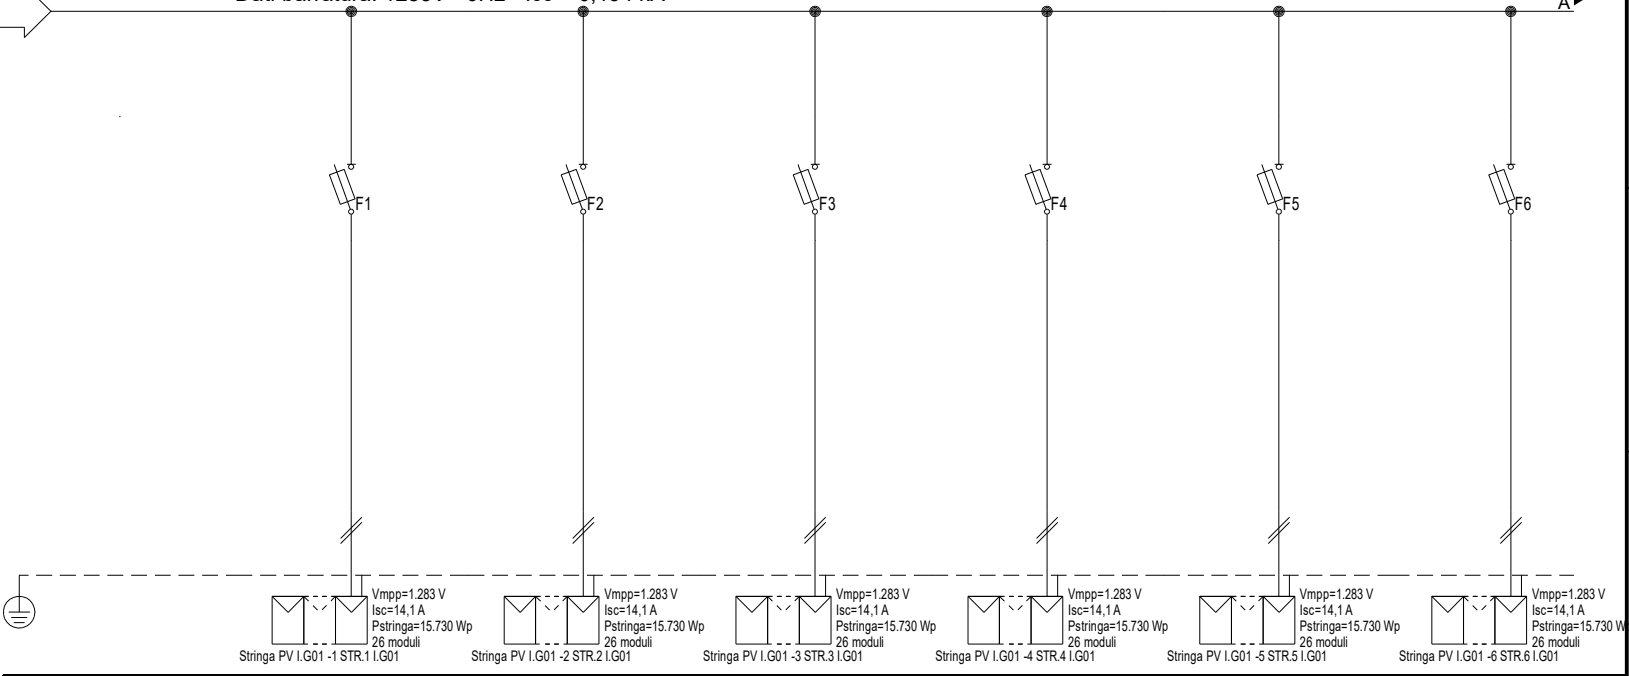 A
F1
F2
F3
F4
F5
F6
Vmpp=1.283 V
Isc=14,1 A
Pstringa=15.730 Wp
26 moduli
Stringa PV I.G01 -1 STR.1 I.G01
Vmpp=1.283 V
Isc=14,1 A
Pstringa=15.730 Wp
26 moduli
Stringa PV I.G01 -2 STR.2 I.G01
Vmpp=1.283 V
Isc=14,1 A
Pstringa=15.730 Wp
26 moduli
Stringa PV I.G01 -3 STR.3 I.G01
Vmpp=1.283 V
Isc=14,1 A
Pstringa=15.730 Wp
26 moduli
Stringa PV I.G01 -4 STR.4 I.G01
Vmpp=1.283 V
Isc=14,1 A
Pstringa=15.730 Wp
26 moduli
Stringa PV I.G01 -5 STR.5 I.G01
Vmpp=1.283 V
Isc=14,1 A
Pstringa=15.730 W
26 moduli
Stringa PV I.G01 -6 STR.6 I.G01